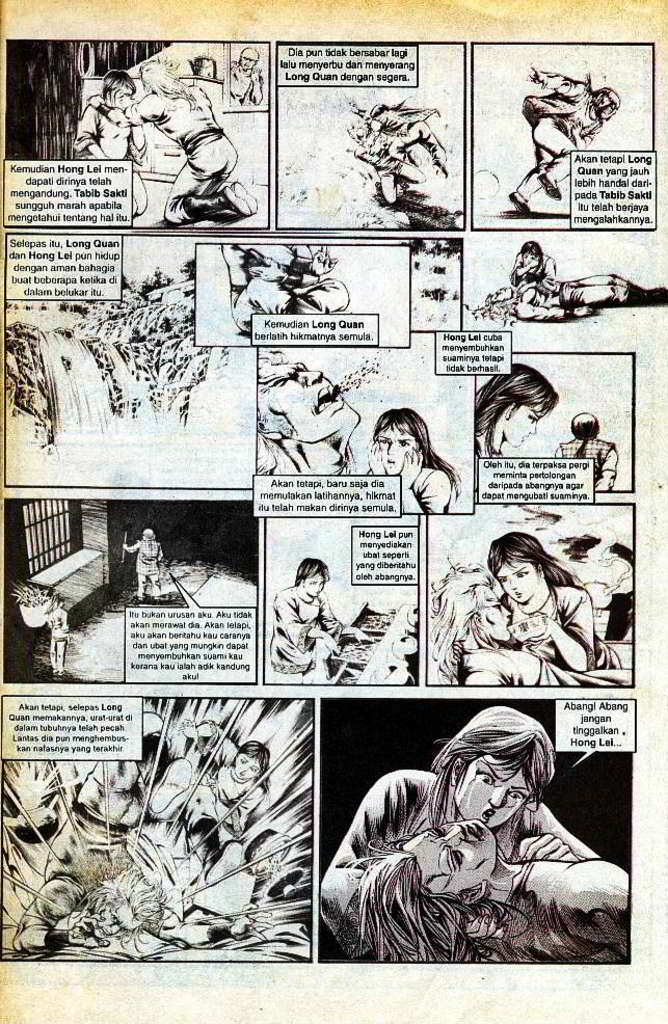 Kemudian Hong Lei men-
dapati dirinya telah
mengandung. Tabib Sakti
sungguh marah apabila
mengetahui tentang hal itu.
Dia pun tidak bersabar lagi
lalu menyerbu dan menyerang
Long Quan dengan segera.
Akan tetapi Long
Quan yang jauh
lebih handal dari-
pada Tabib Sakti
itu telah berjaya
mengalahkannya.
Selepas itu, Long Quan
dan Hong Lei pun hidup
dengan aman bahagia
buat beberapa ketika di
dalam belukar itu.
Kemudian Long Quan
berlatih hikmatnya semula.
Hong Lei cuba
menyembuhkan
suaminya tetapi
tidak berhasil.
Akan tetapi, baru saja dia
memulakan latihannya, hikmat
itu telah makan dirinya semula.
Oleh itu, dia terpaksa pergi
meminta pertolongan
daripada abangnya agar
dapat mengubati suaminya.
Itu bukan urusan aku. Aku tidak
akan merawat dia. Akan tetapi,
aku akan beritahu kau caranya
dan ubat yang mungkin dapat
menyembuhkan suami kau
kerana kau ialah adik kandung
aku!
Hong Lei pun
menyediakan
ubat seperti
yang diberitahu
oleh abangnya.
Akan tetapi, selepas Long
Quan memakannya, urat-urat di
dalam tubuhnya telah pecah.
Lantas dia pun menghembus-
kan nafasnya yang terakhir.
Abang! Abang
jangan
tinggalkan
Hong Lei...